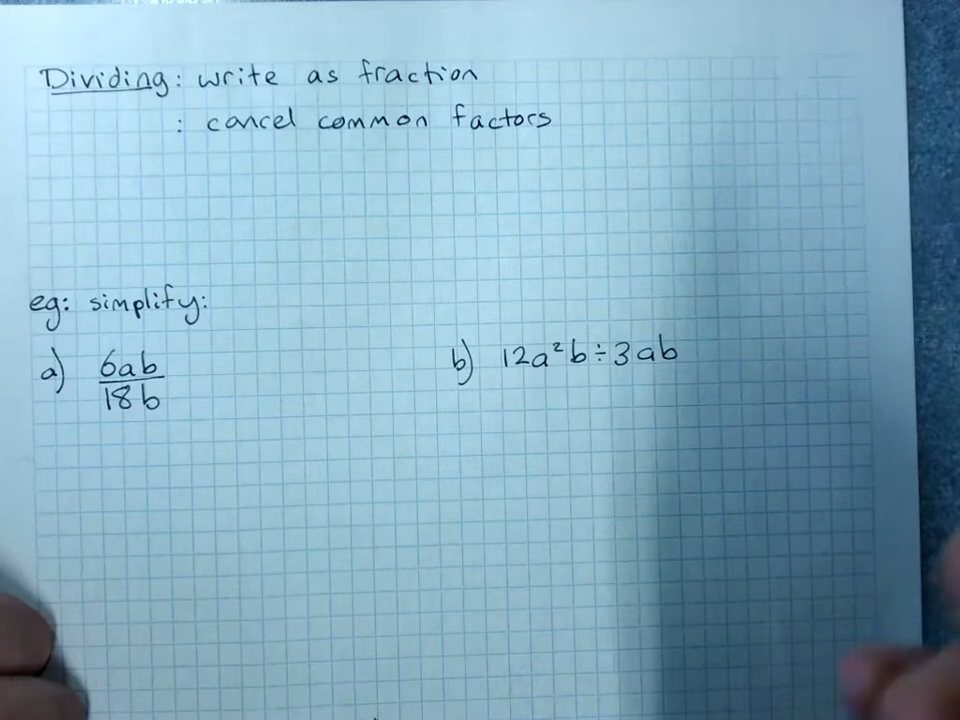 Dividing: write as fraction
: cancel common factors
eg: simplify:
a) 6ab/18b
b) 12a²b÷3ab